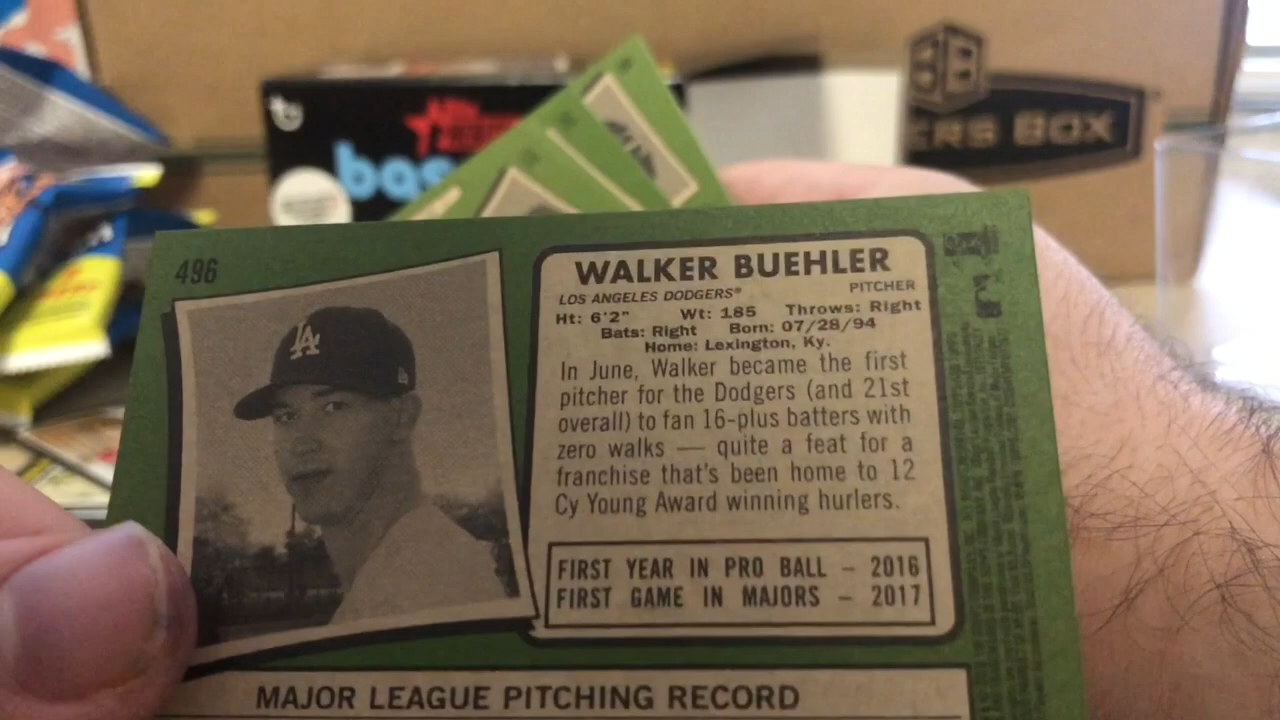 bas
ERS BOX
496
LA
WALKER BUEHLER
LOS ANGELES DODGERS® PITCHER
Ht: 6'2" Wt: 185 Throws: Right
Bats: Right Born: 07/28/94
Home: Lexington, Ky.
In June, Walker became the first
pitcher for the Dodgers (and 21st
overall) to fan 16-plus batters with
zero walks — quite a feat for a
franchise that's been home to 12
Cy Young Award winning hurlers.
FIRST YEAR IN PRO BALL – 2016
FIRST GAME IN MAJORS – 2017
MAJOR LEAGUE PITCHING RECORD